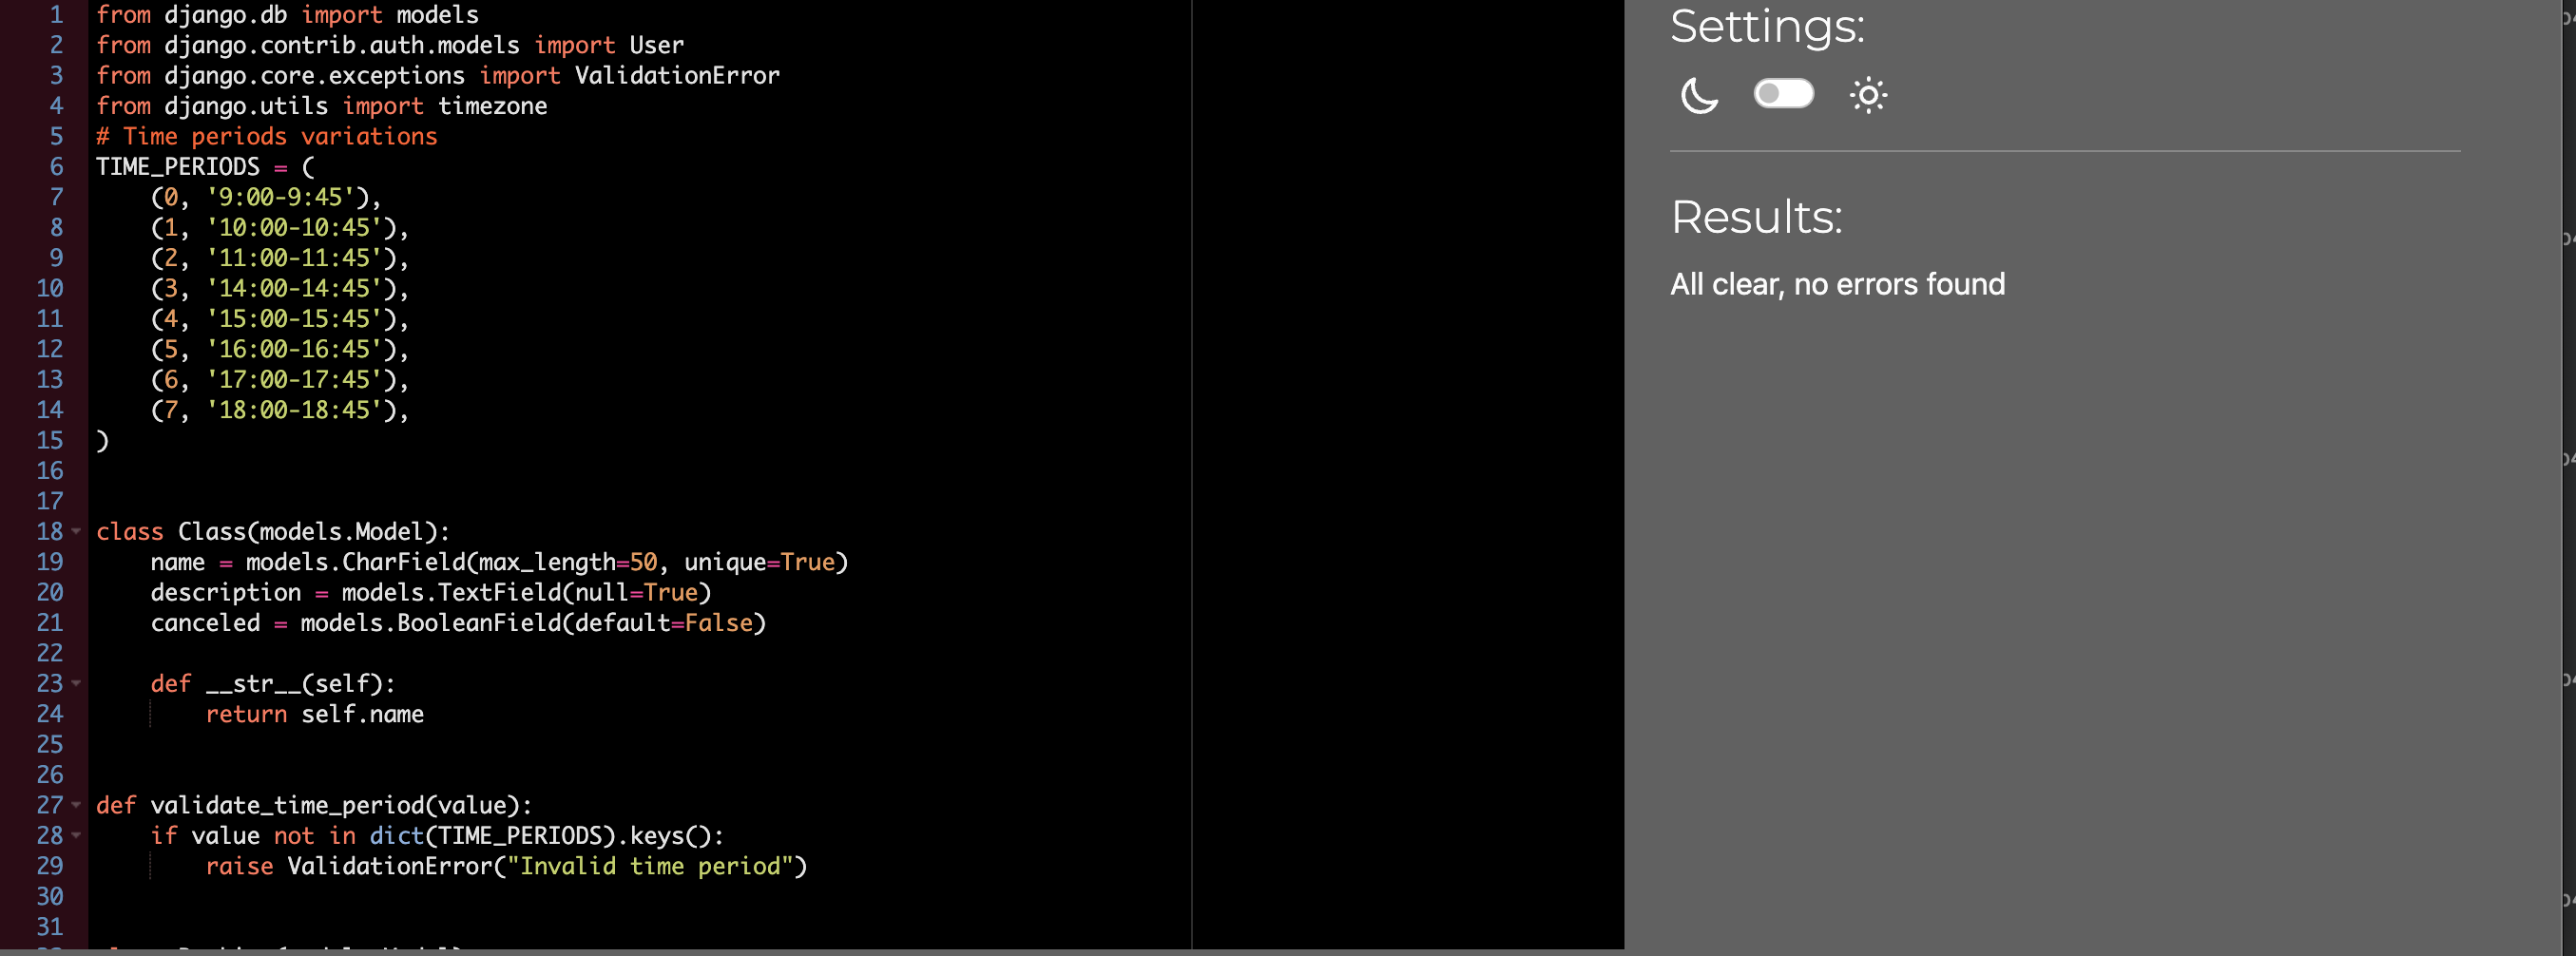 1 from django.db import models
2 from django.contrib.auth.models import User
3 from django.core.exceptions import ValidationError
4 from django.utils import timezone
5 # Time periods variations
6 TIME_PERIODS = (
7     (0, '9:00-9:45'),
8     (1, '10:00-10:45'),
9     (2, '11:00-11:45'),
10     (3, '14:00-14:45'),
11     (4, '15:00-15:45'),
12     (5, '16:00-16:45'),
13     (6, '17:00-17:45'),
14     (7, '18:00-18:45'),
15 )
16
17
18 class Class(models.Model):
19     name = models.CharField(max_length=50, unique=True)
20     description = models.TextField(null=True)
21     canceled = models.BooleanField(default=False)
22
23     def __str__(self):
24         return self.name
25
26
27 def validate_time_period(value):
28     if value not in dict(TIME_PERIODS).keys():
29         raise ValidationError("Invalid time period")
30
31
Settings:
Results:
All clear, no errors found